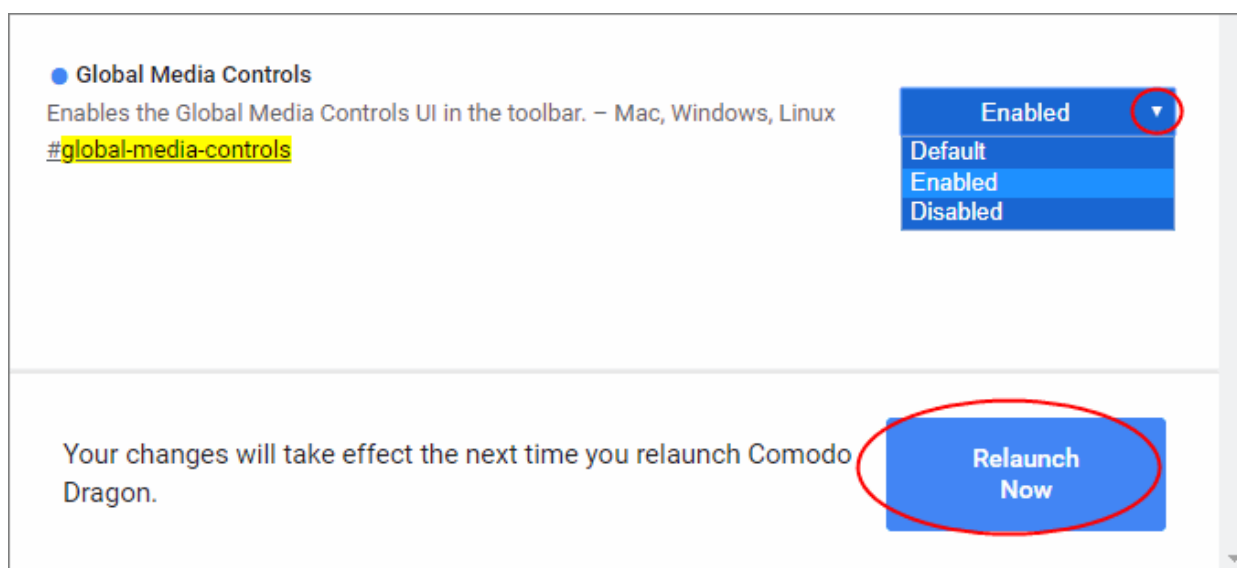 Global Media Controls
Enables the Global Media Controls UI in the toolbar. – Mac, Windows, Linux
#global-media-controls
Enabled
Default
Enabled
Disabled
Your changes will take effect the next time you relaunch Comodo
Dragon.
Relaunch
Now